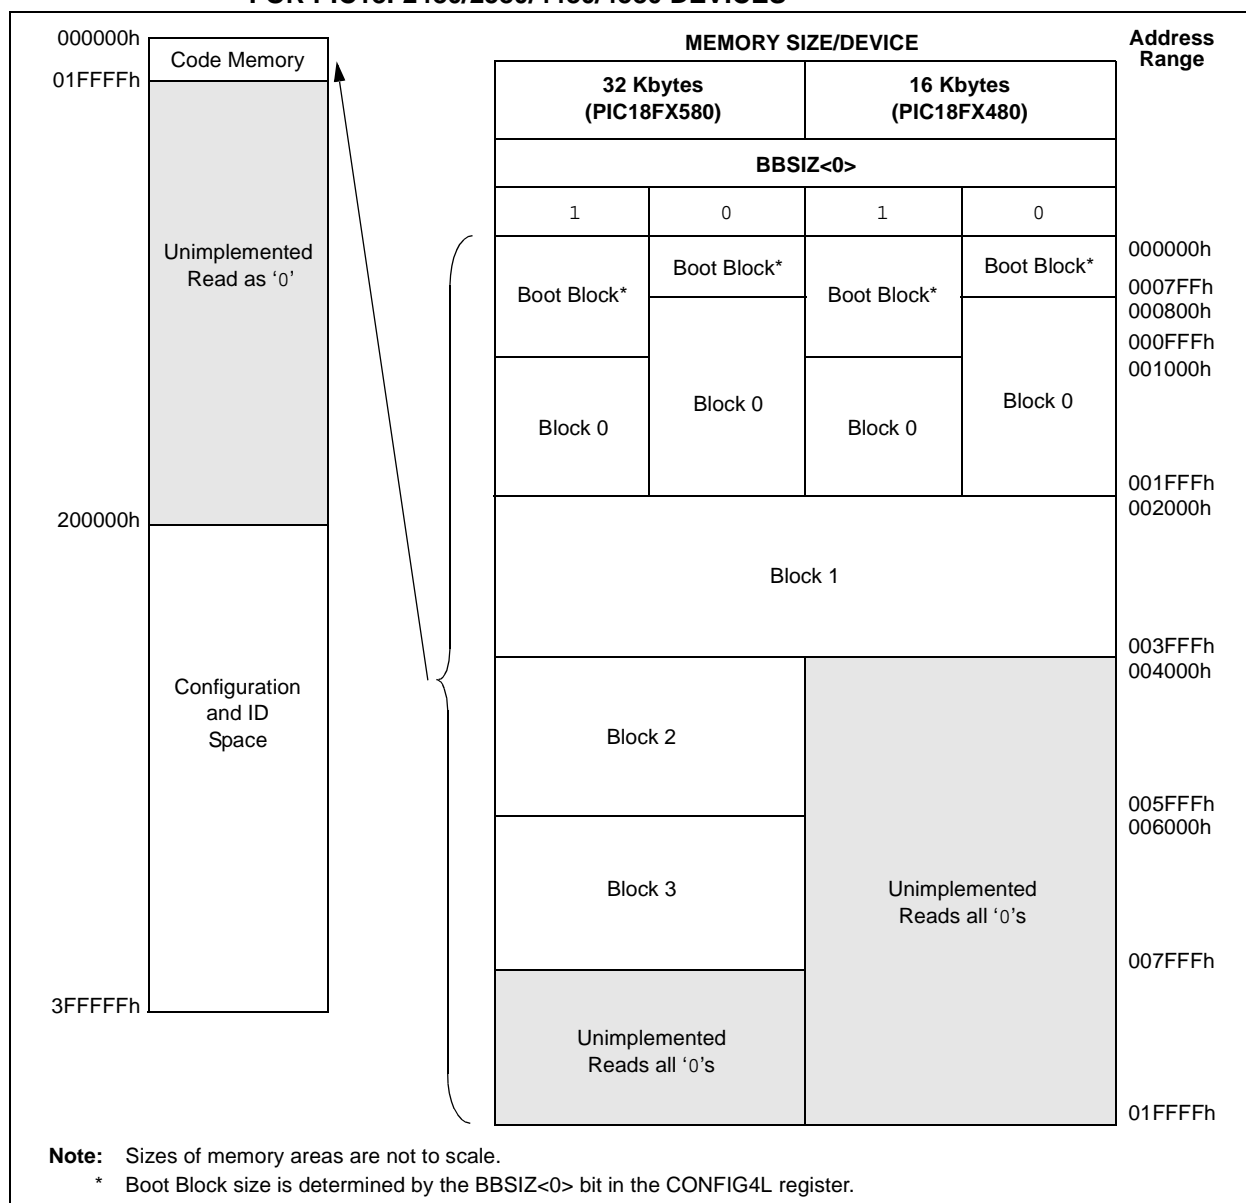 000000h
Code Memory
01FFFFh
Unimplemented
Read as ‘0’
200000h
Configuration
and ID
Space
3FFFFFh
MEMORY SIZE/DEVICE
Address
Range
32 Kbytes
(PIC18FX580)
16 Kbytes
(PIC18FX480)
BBSIZ<0>
1 0 1 0
Boot Block*
Boot Block*
Boot Block*
Boot Block*
000000h
0007FFh
000800h
000FFFh
001000h
Block 0
Block 0
Block 0
Block 0
001FFFh
002000h
Block 1
003FFFh
004000h
Block 2
005FFFh
006000h
Block 3
Unimplemented
Reads all ‘0’s
007FFFh
Unimplemented
Reads all ‘0’s
01FFFFh
Note: Sizes of memory areas are not to scale.
* Boot Block size is determined by the BBSIZ<0> bit in the CONFIG4L register.